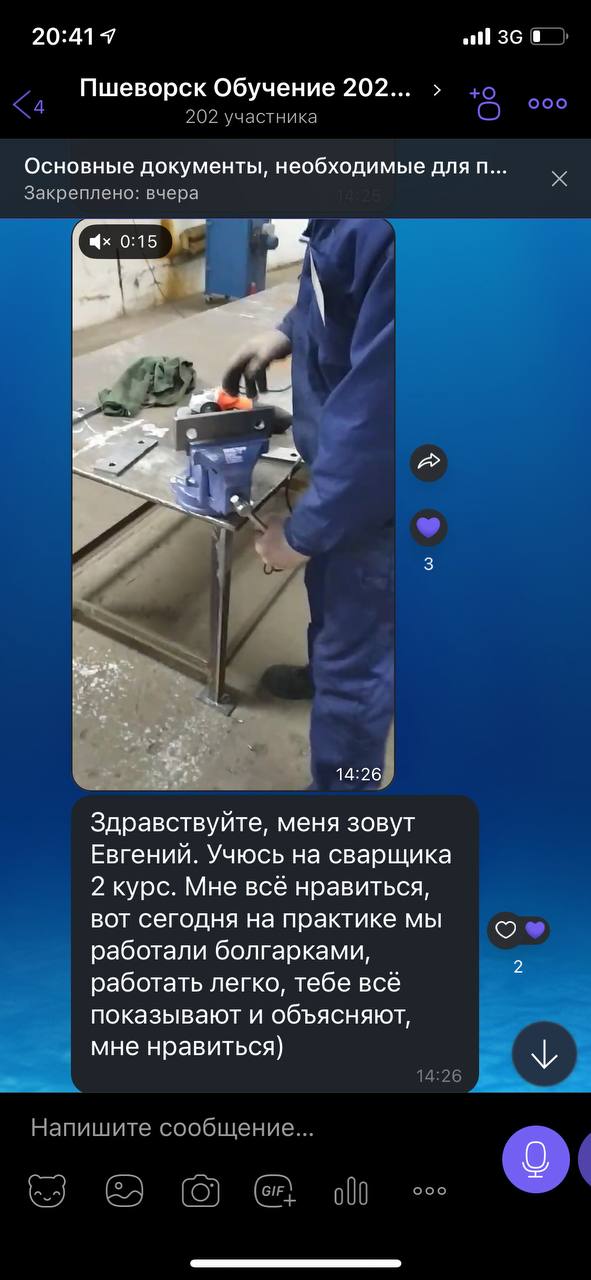 20:41
3G
4
Пшеворск Обучение 202...
202 участника
Основные документы, необходимые для п...
Закреплено: вчера
14:25
0:15
3
14:26
Здравствуйте, меня зовут
Евгений. Учюсь на сварщика
2 курс. Мне всё нравиться,
вот сегодня на практике мы
работали болгарками,
работать легко, тебе всё
показывают и объясняют,
мне нравиться)
2
14:26
Напишите сообщение...
GIF